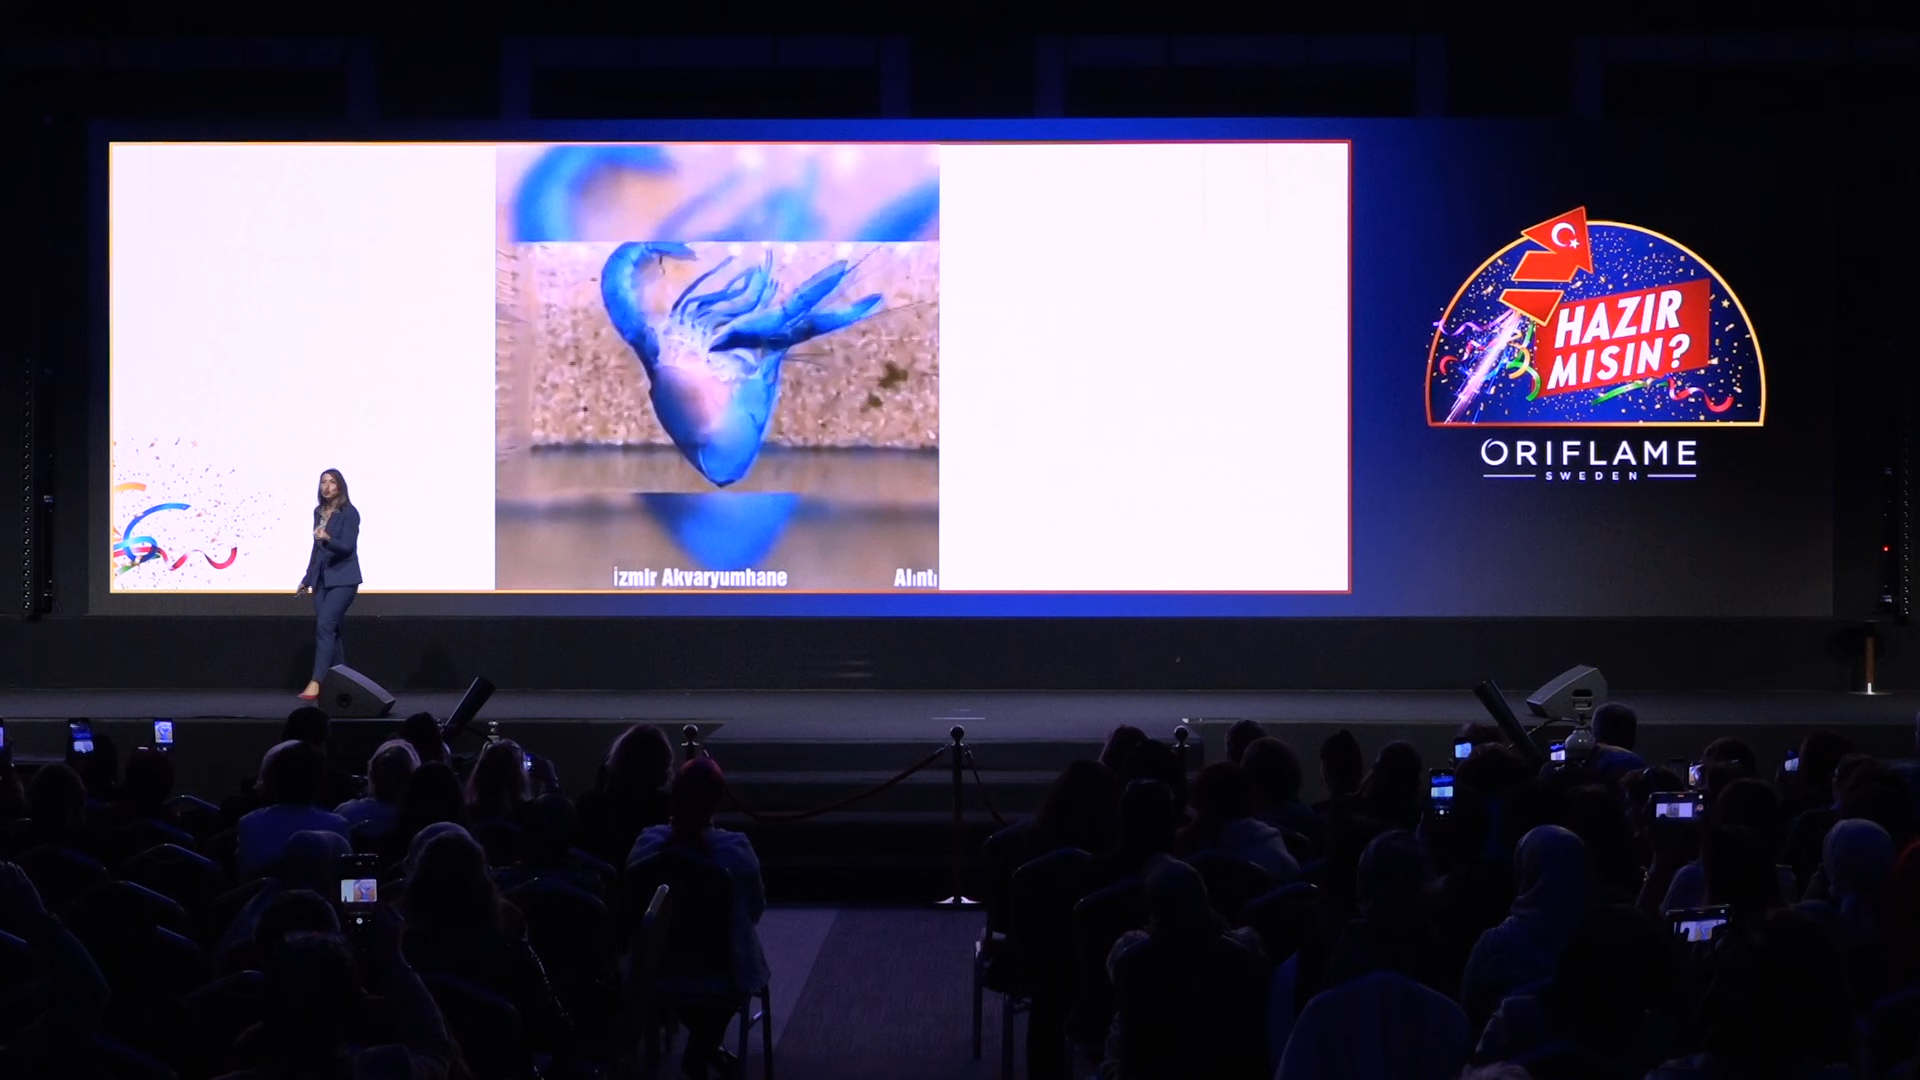 HAZIR
MISIN?
ORIFLAME
SWEDEN
İzmir Akvaryumhane
Alıntı